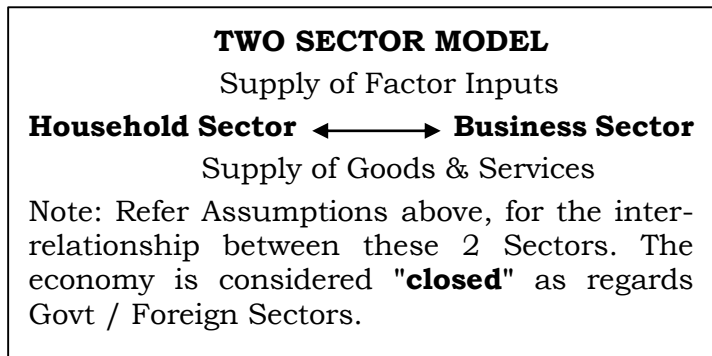 TWO SECTOR MODEL
Supply of Factor Inputs
Household Sector ⟷ Business Sector
Supply of Goods & Services
Note: Refer Assumptions above, for the inter-
relationship between these 2 Sectors. The
economy is considered "closed" as regards
Govt / Foreign Sectors.